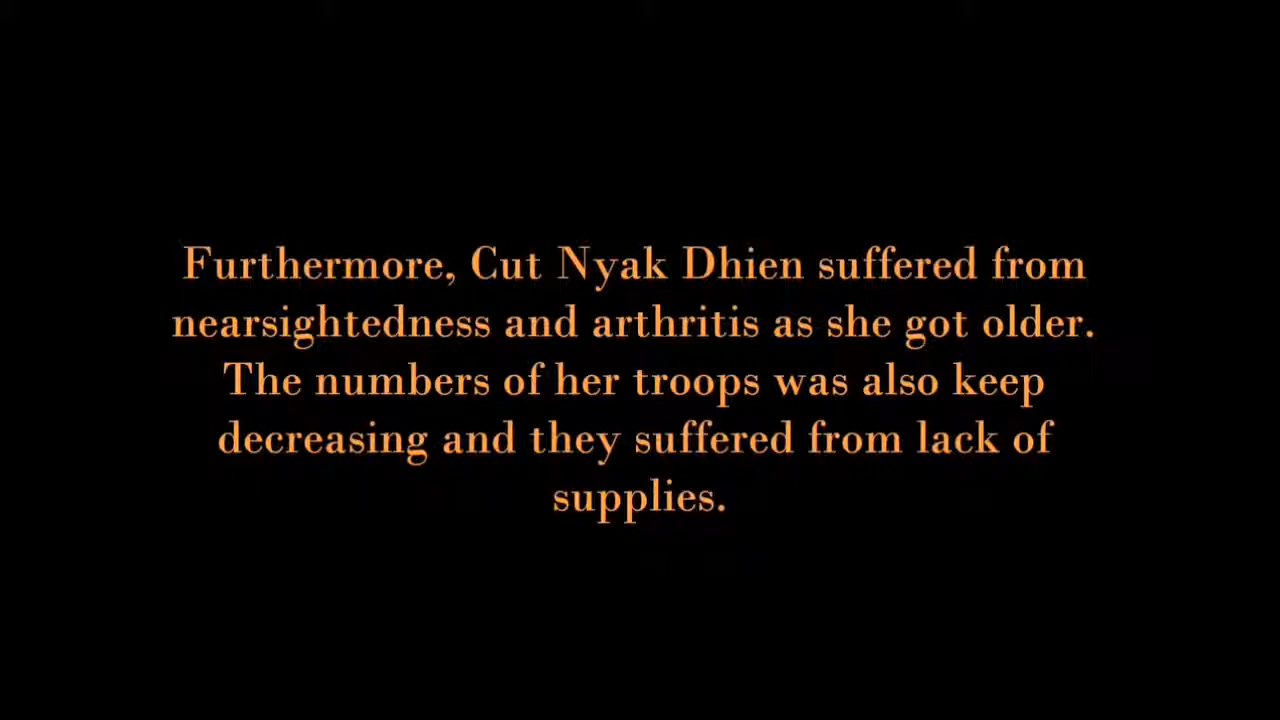 Furthermore, Cut Nyak Dhien suffered from
nearsightedness and arthritis as she got older.
The numbers of her troops was also keep
decreasing and they suffered from lack of
supplies.